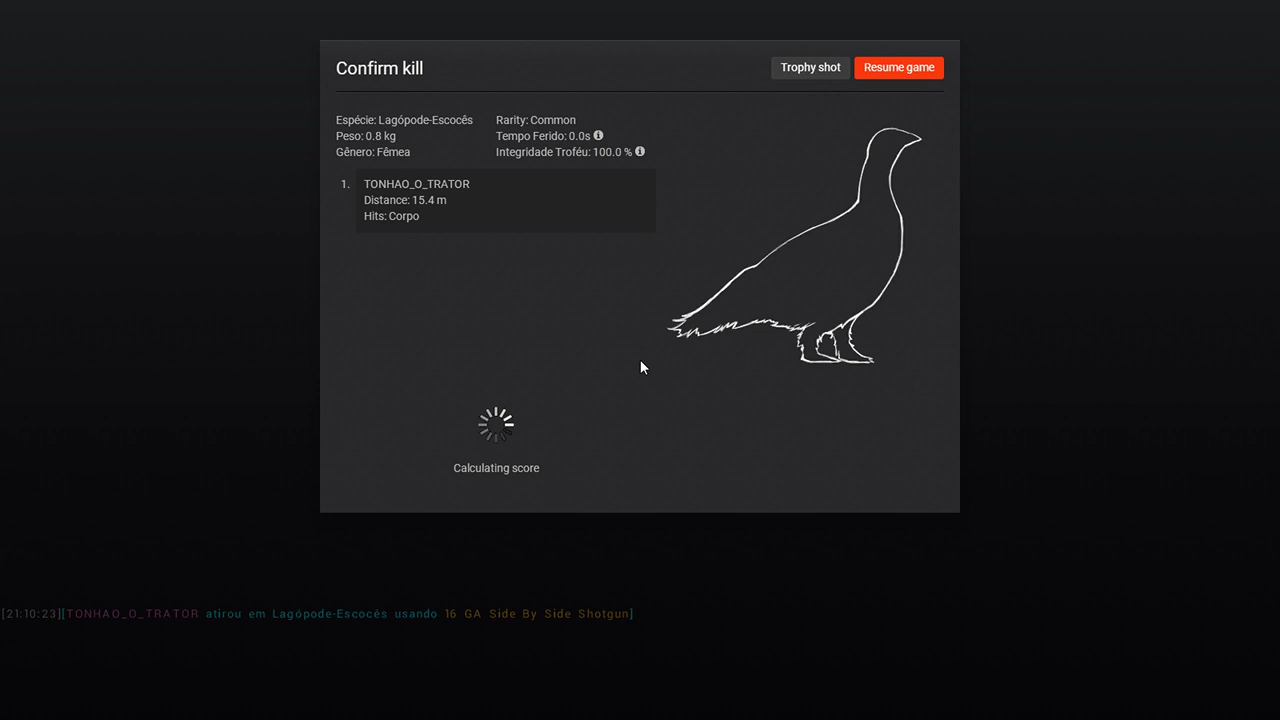 Confirm kill
Trophy shot
Resume game
Espécie: Lagópode-Escocês
Peso: 0.8 kg
Gênero: Fêmea
Rarity: Common
Tempo Ferido: 0.0s
Integridade Troféu: 100.0 %
1. TONHAO_O_TRATOR
Distance: 15.4 m
Hits: Corpo
Calculating score
[21:10:23][TONHAO_O_TRATOR atirou em Lagópode-Escocês usando 16 GA Side By Side Shotgun]